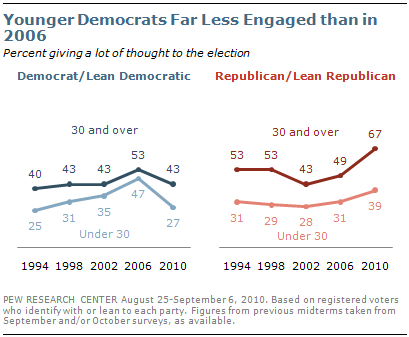 Younger Democrats Far Less Engaged than in
2006
Percent giving a lot of thought to the election
Democrat/Lean Democratic
Republican/Lean Republican
30 and over
40 43 43 53 43
25 31 35 47 27
Under 30
1994 1998 2002 2006 2010
30 and over
53 53 43 49 67
31 29 28 31 39
Under 30
1994 1998 2002 2006 2010
PEW RESEARCH CENTER August 25-September 6, 2010. Based on registered voters
who identify with or lean to each party. Figures from previous midterms taken from
September and/or October surveys, as available.